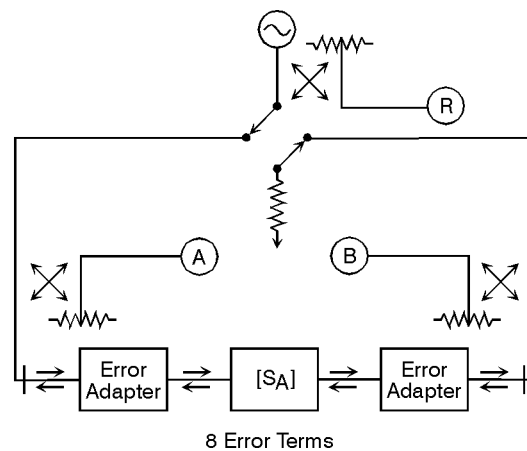 R
A
B
Error
Adapter
[SA]
Error
Adapter
8 Error Terms